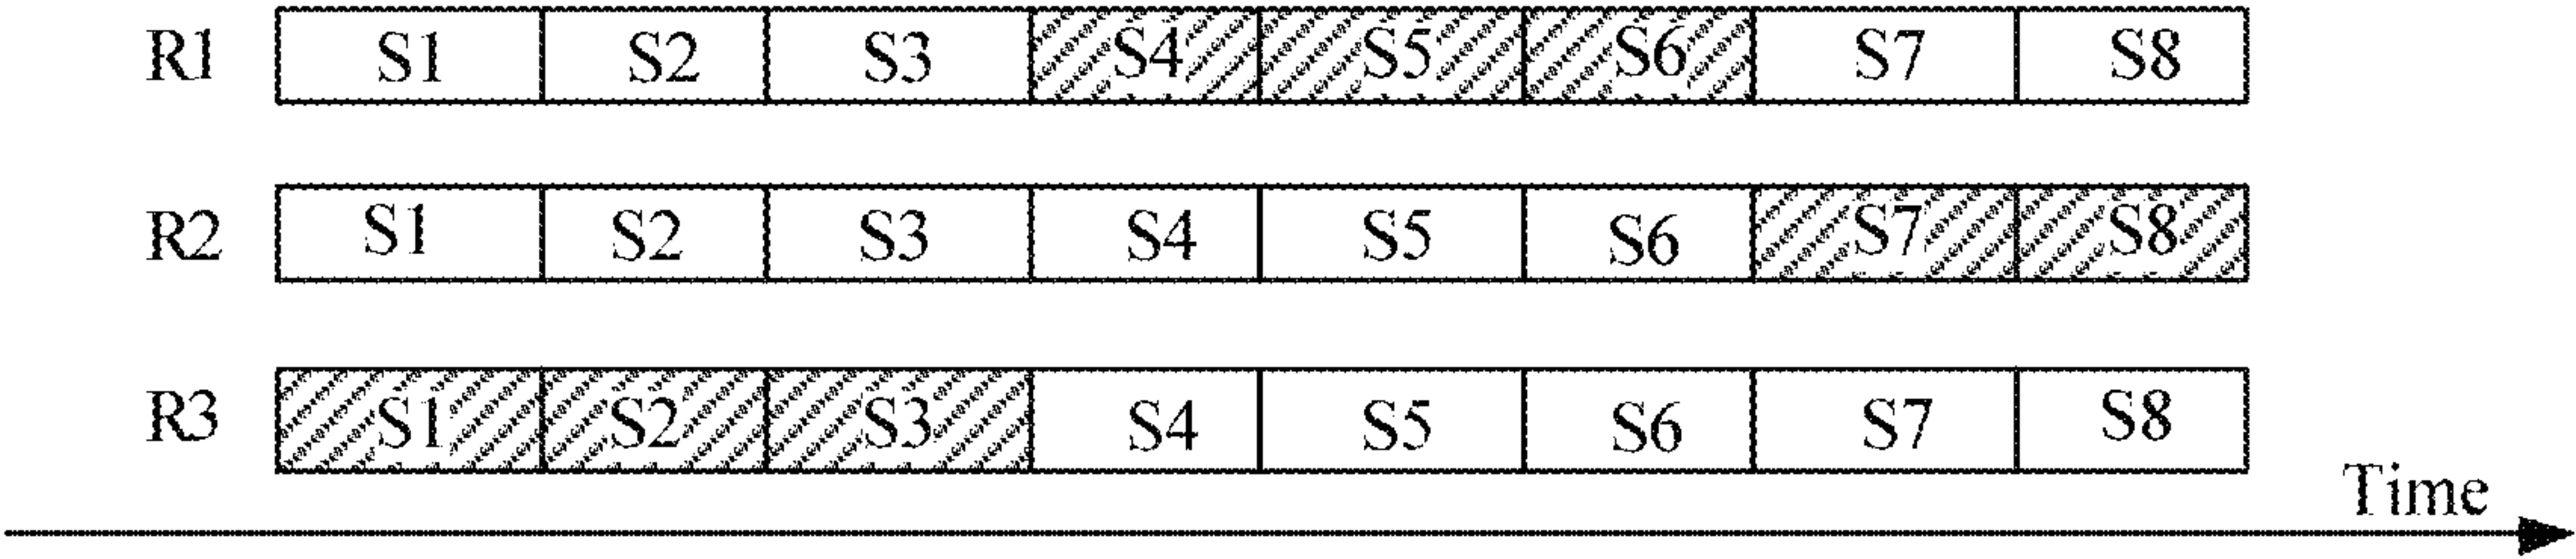 R1 S1 S2 S3 S4 S5 S6 S7 S8
R2 S1 S2 S3 S4 S5 S6 S7 S8
R3 S1 S2 S3 S4 S5 S6 S7 S8
Time